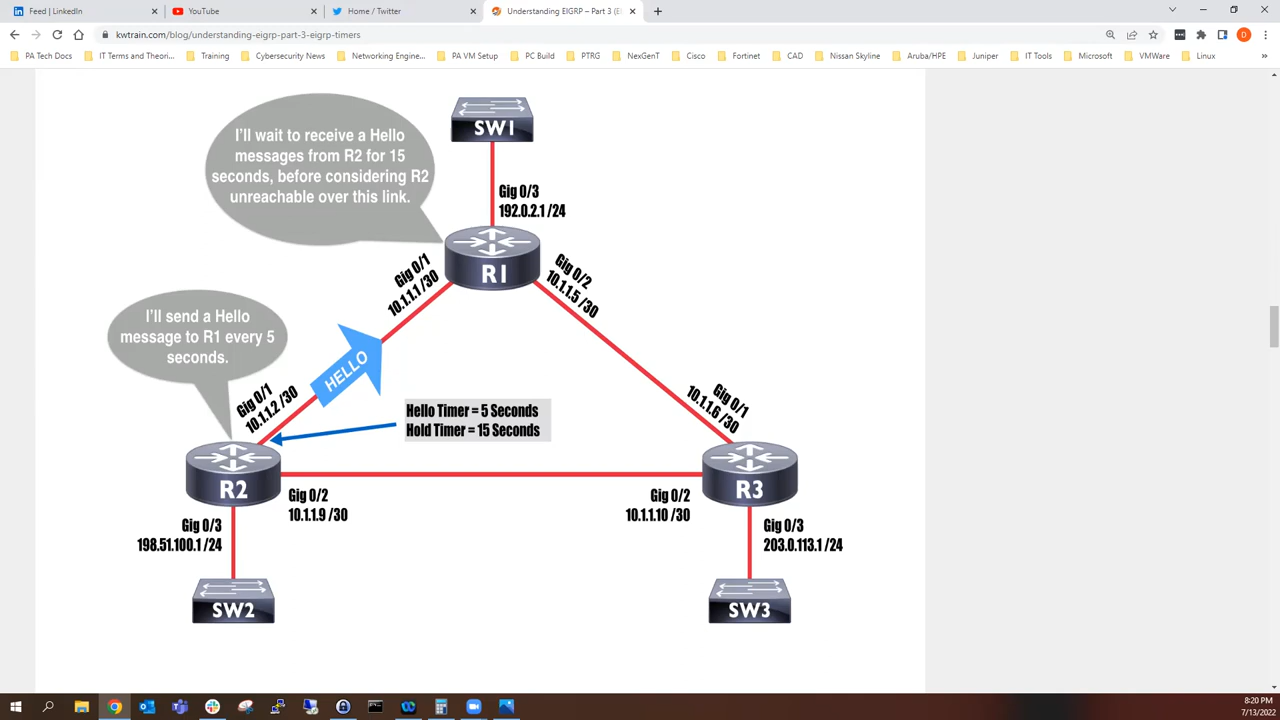 Feed | LinkedIn
YouTube
Home / Twitter
Understanding EIGRP – Part 3 (E
kwtrain.com/blog/understanding-eigrp-part-3-eigrp-timers
D
PA Tech Docs
IT Terms and Theori...
Training
Cybersecurity News
Networking Engine...
PA VM Setup
PC Build
PTRG
NexGenT
Cisco
Fortinet
CAD
Nissan Skyline
Aruba/HPE
Juniper
IT Tools
Microsoft
VMWare
Linux
I'll wait to receive a Hello
messages from R2 for 15
seconds, before considering R2
unreachable over this link.
SW1
Gig 0/3
192.0.2.1 /24
R1
Gig 0/1
10.1.1.1 /30
Gig 0/2
10.1.1.5 /30
I'll send a Hello
message to R1 every 5
seconds.
HELLO
Gig 0/1
10.1.1.2 /30
Hello Timer = 5 Seconds
Hold Timer = 15 Seconds
Gig 0/1
10.1.1.6 /30
R2
R3
Gig 0/2
10.1.1.9 /30
Gig 0/2
10.1.1.10 /30
Gig 0/3
198.51.100.1 /24
Gig 0/3
203.0.113.1 /24
SW2
SW3
8:20 PM
7/13/2022